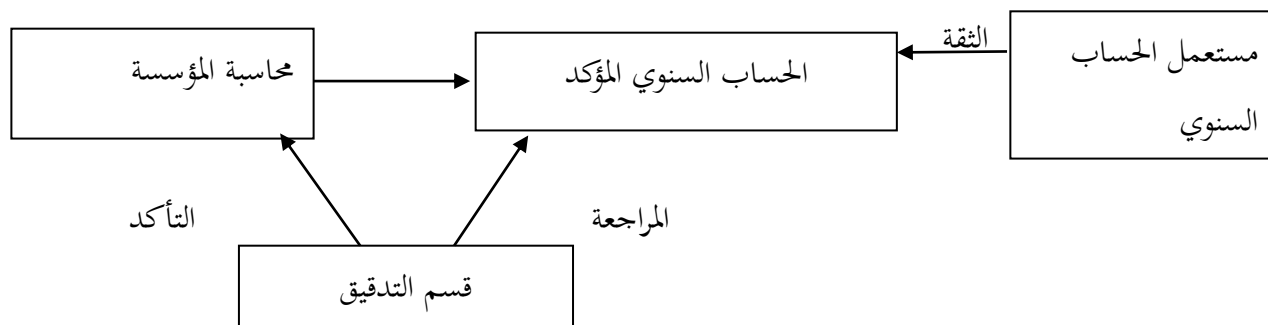 الثقة
مستعمل الحساب
السنوي
الحساب السنوي المؤكد
محاسبة المؤسسة
المراجعة
التأكد
قسم التدقيق